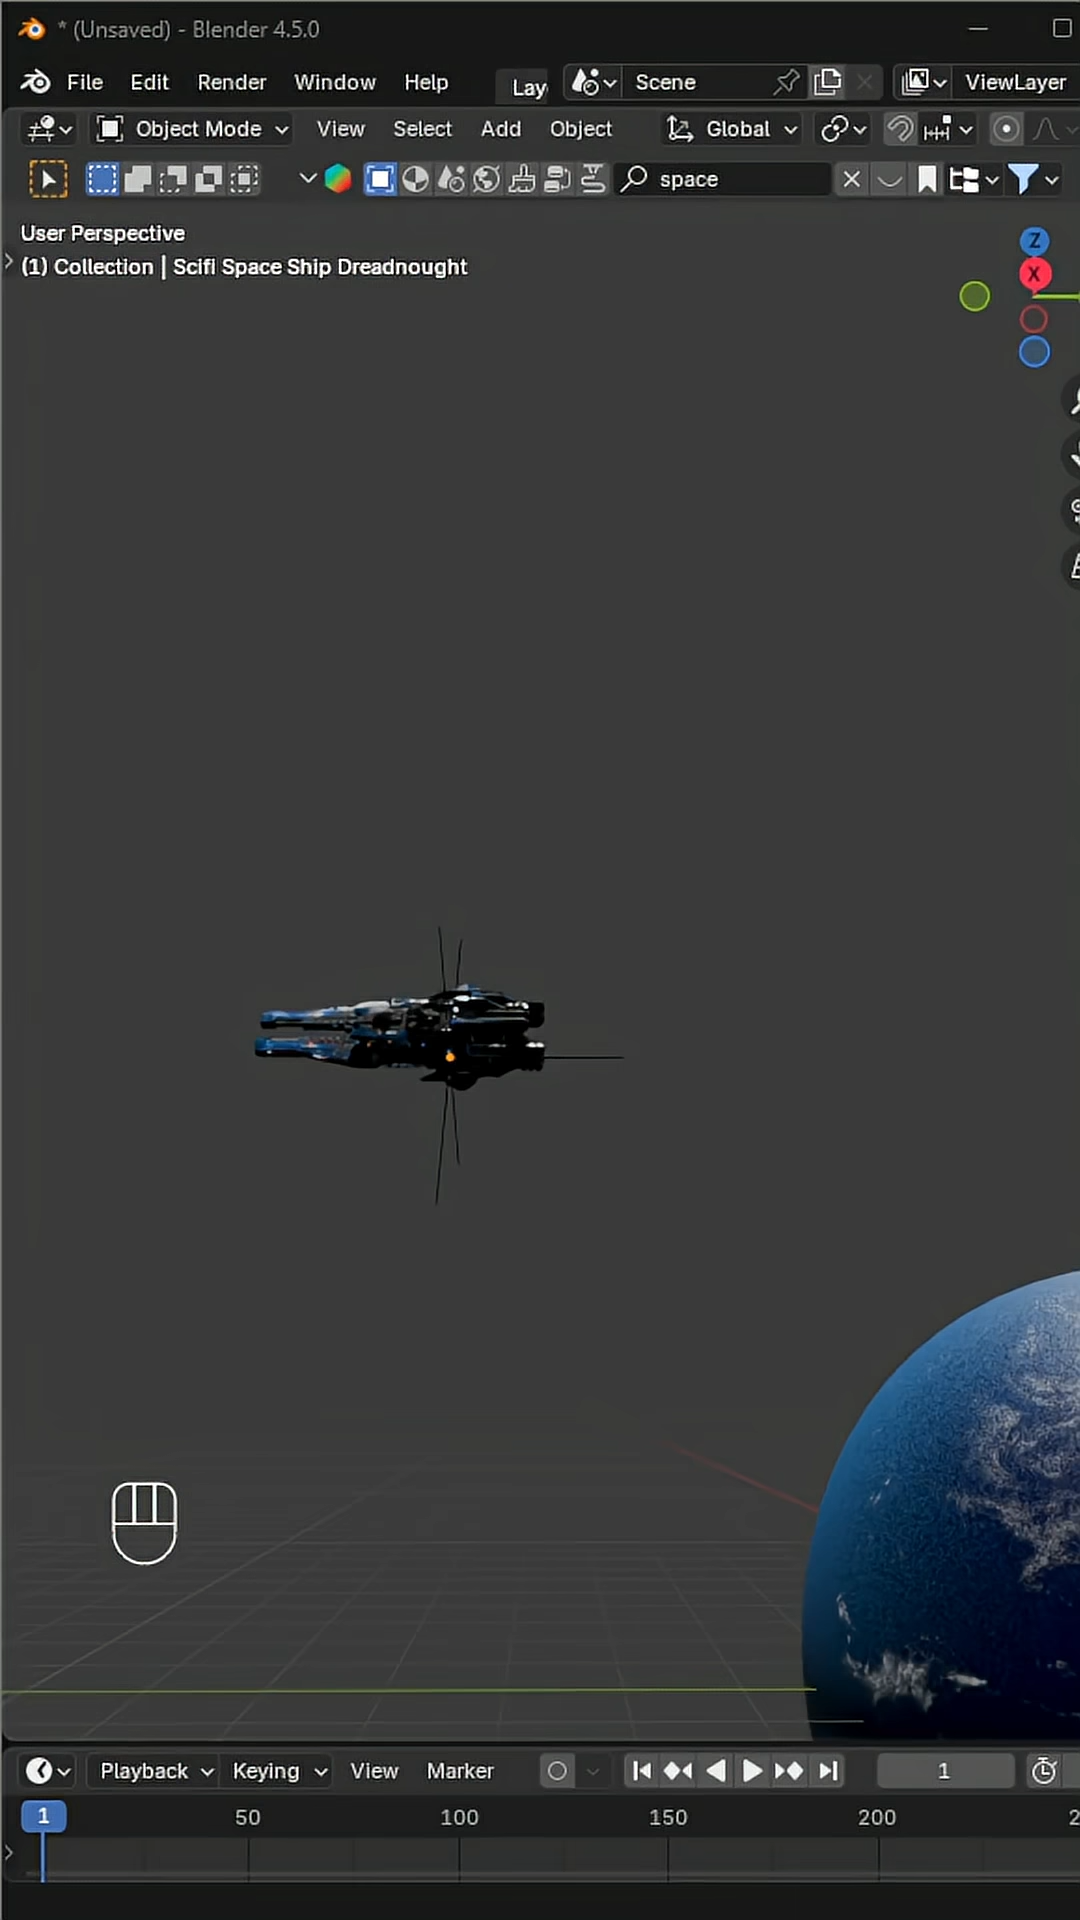 * (Unsaved) - Blender 4.5.0
File Edit Render Window Help Lay Scene ViewLayer
Object Mode View Select Add Object Global
space
User Perspective
(1) Collection | Scifi Space Ship Dreadnought
Z
X
Playback Keying View Marker 1
1 50 100 150 200 2